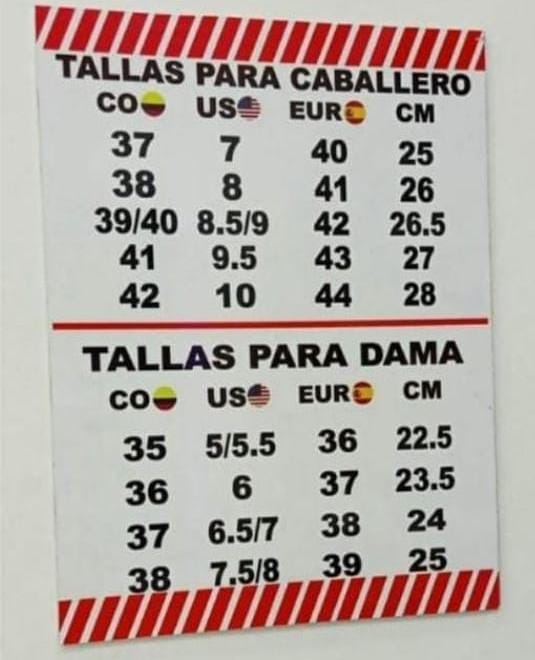 TALLAS PARA CABALLERO
CO US EUR CM
37 7 40 25
38 8 41 26
39/40 8.5/9 42 26.5
41 9.5 43 27
42 10 44 28
TALLAS PARA DAMA
CO US EUR CM
35 5/5.5 36 22.5
36 6 37 23.5
37 6.5/7 38 24
38 7.5/8 39 25